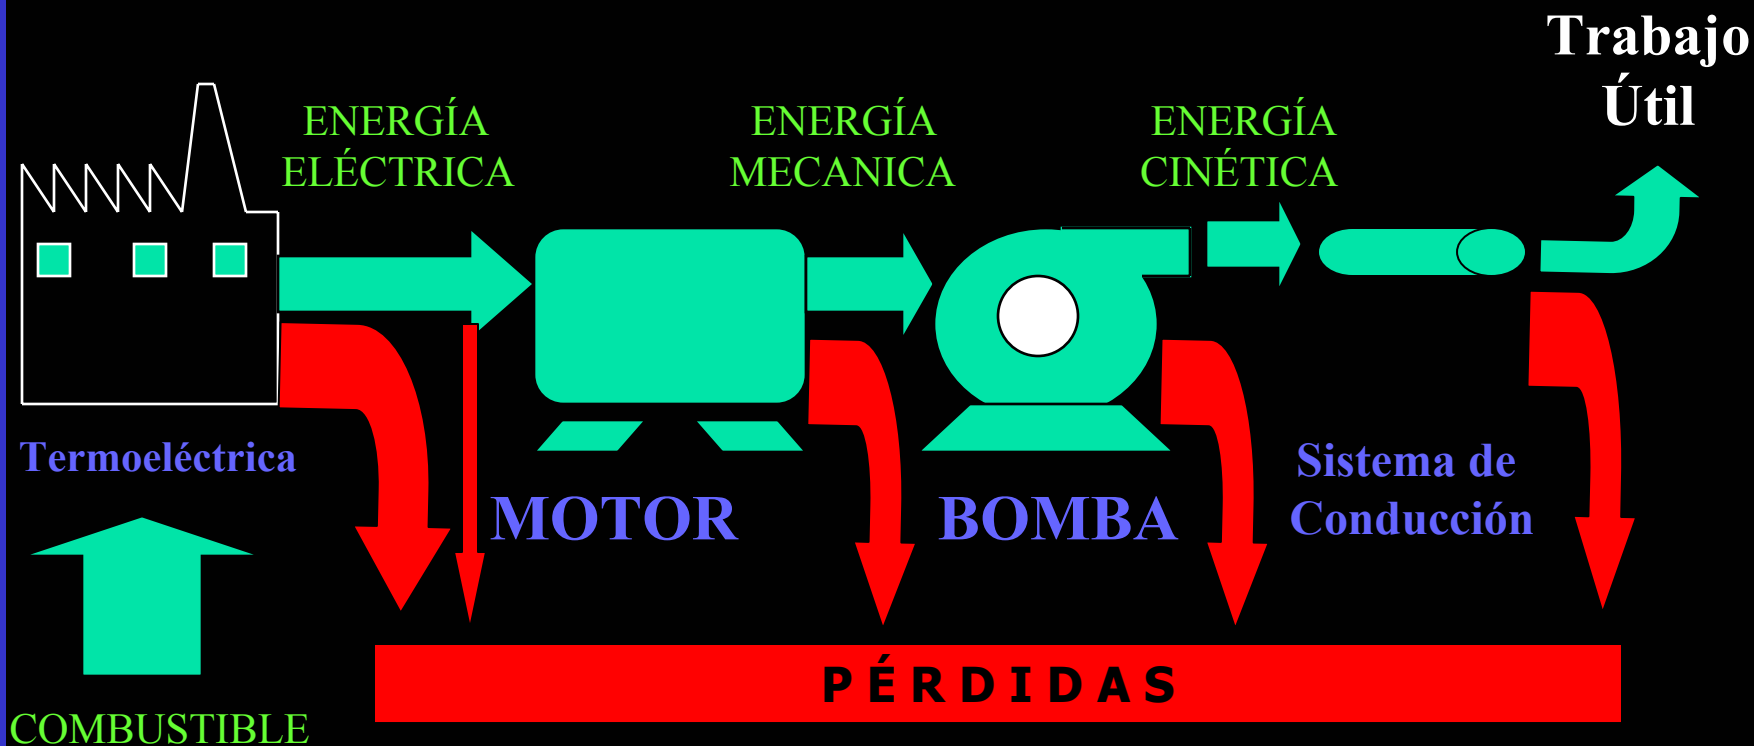 Trabajo
Útil
ENERGÍA
ELÉCTRICA
ENERGÍA
MECANICA
ENERGÍA
CINÉTICA
Termoeléctrica
MOTOR
BOMBA
Sistema de
Conducción
PÉRDIDAS
COMBUSTIBLE